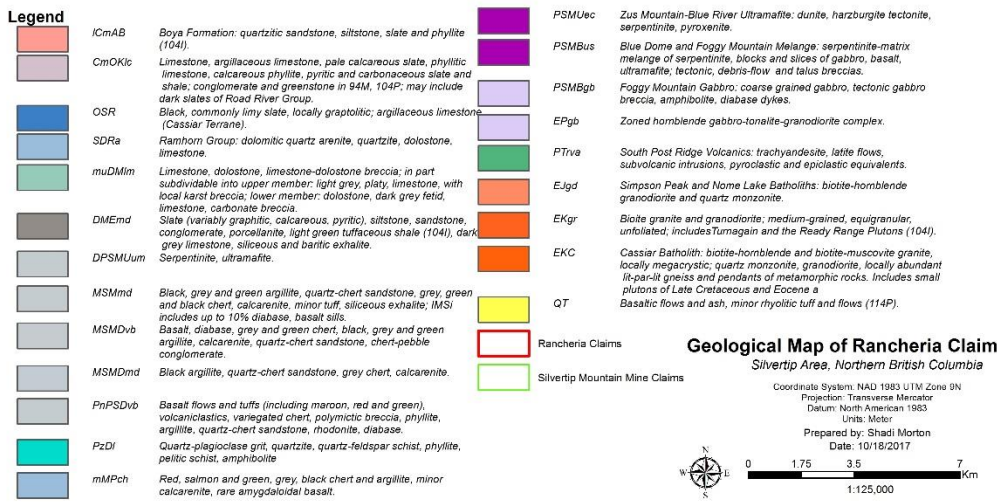 Legend
lCmAB Boya Formation: quartzitic sandstone, siltstone, slate and phyllite
(104I).
CmOKlc Limestone, argillaceous limestone, pale calcareous slate, phyllitic
limestone, calcareous phyllite, pyritic and carbonaceous slate and
shale; conglomerate and greenstone in 94M, 104P; may include
dark slates of Road River Group.
OSR Black, commonly limy slate, locally graptolitic; argillaceous limestone
(Cassiar Terrane).
SDRa Ramhorn Group: dolomitic quartz arenite, quartzite, dolostone,
limestone.
muDMlm Limestone, dolostone, limestone-dolostone breccia; in part
subdividable into upper member: light grey, platy, limestone, with
local karst breccia; lower member: dolostone, dark grey fetid,
limestone, carbonate breccia.
DMEmd Slate (variably graphitic, calcareous, pyritic), siltstone, sandstone,
conglomerate, porcellanite, light green tuffaceous shale (104I), dark
grey limestone, siliceous and baritic exhalite.
DPSMUum Serpentinite, ultramafite.
MSMmd Black, grey and green argillite, quartz-chert sandstone, grey, green
and black chert, calcarenite, minor tuff, siliceous exhalite; IMSi
includes up to 10% diabase, basalt sills.
MSMDvb Basalt, diabase, grey and green chert, black, grey and green
argillite, calcarenite, quartz-chert sandstone, chert-pebble
conglomerate.
MSMDmd Black argillite, quartz-chert sandstone, grey chert, calcarenite.
PnPSDvb Basalt flows and tuffs (including maroon, red and green),
volcaniclastics, variegated chert, polymictic breccia, phyllite,
argillite, quartz-chert sandstone, rhodonite, diabase.
PzDl Quartz-plagioclase grit, quartzite, quartz-feldspar schist, phyllite,
pelitic schist, amphibolite
mMPch Red, salmon and green, grey, black chert and argillite, minor
calcarenite, rare amygdaloidal basalt.
PSMUec Zus Mountain-Blue River Ultramafite: dunite, harzburgite tectonite,
serpentinite, pyroxenite.
PSMBus Blue Dome and Foggy Mountain Melange: serpentinite-matrix
melange of serpentinite, blocks and slices of gabbro, basalt,
ultramafite; tectonic, debris-flow and talus breccias.
PSMBgb Foggy Mountain Gabbro: coarse grained gabbro, tectonic gabbro
breccia, amphibolite, diabase dykes.
EPgb Zoned hornblende gabbro-tonalite-granodiorite complex.
PTrva South Post Ridge Volcanics: trachyandesite, latite flows,
subvolcanic intrusions, pyroclastic and epiclastic equivalents.
EJgd Simpson Peak and Nome Lake Batholiths: biotite-hornblende
granodiorite and quartz monzonite.
EKgr Bioite granite and granodiorite; medium-grained, equigranular,
unfoliated; includesTurnagain and the Ready Range Plutons (104I).
EKC Cassiar Batholith: biotite-hornblende and biotite-muscovite granite,
locally megacrystic; quartz monzonite, granodiorite, locally abundant
lit-par-lit gneiss and pendants of metamorphic rocks. Includes small
plutons of Late Cretaceous and Eocene a
QT Basaltic flows and ash, minor rhyolitic tuff and flows (114P).
Rancheria Claims
Silvertip Mountain Mine Claims
Geological Map of Rancheria Claim
Silvertip Area, Northern British Columbia
Coordinate System: NAD 1983 UTM Zone 9N
Projection: Transverse Mercator
Datum: North American 1983
Units: Meter
Prepared by: Shadi Morton
Date: 10/18/2017
N
W E
S
0 1.75 3.5 7
Km
1:125,000